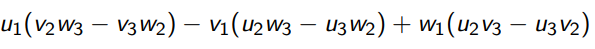 u₁(v₂w₃ − v₃w₂) − v₁(u₂w₃ − u₃w₂) + w₁(u₂v₃ − u₃v₂)